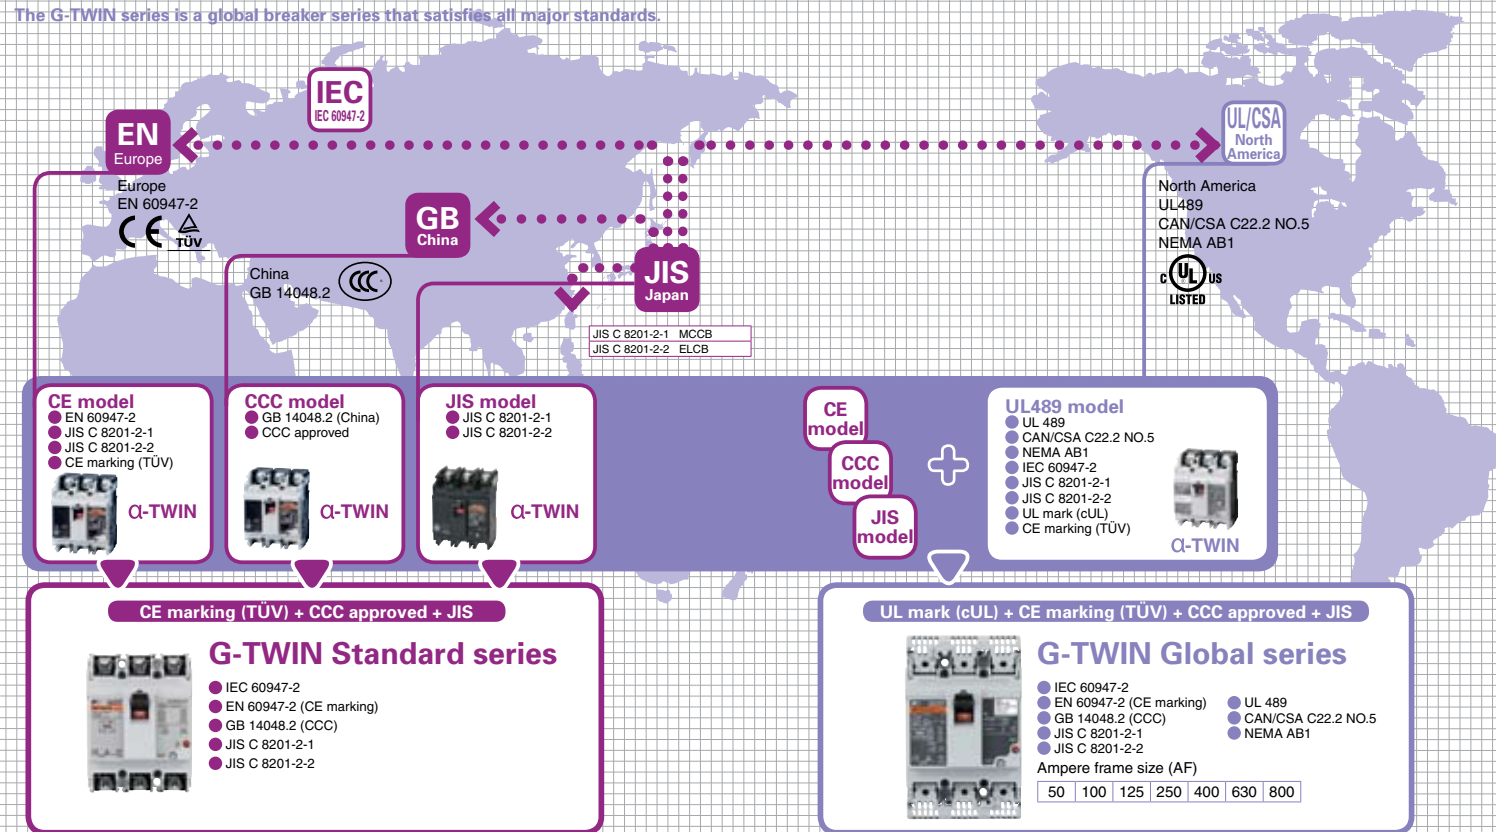 The G-TWIN series is a global breaker series that satisfies all major standards.
IEC
IEC 60947-2
EN
Europe
Europe
EN 60947-2
CE
TÜV
GB
China
China
GB 14048.2
CCC
JIS
Japan
JIS C 8201-2-1 MCCB
JIS C 8201-2-2 ELCB
UL/CSA
North
America
North America
UL489
CAN/CSA C22.2 NO.5
NEMA AB1
C UL US
LISTED
CE model
EN 60947-2
JIS C 8201-2-1
JIS C 8201-2-2
CE marking (TÜV)
α-TWIN
CCC model
GB 14048.2 (China)
CCC approved
α-TWIN
JIS model
JIS C 8201-2-1
JIS C 8201-2-2
α-TWIN
CE
model
CCC
model
JIS
model
UL489 model
UL 489
CAN/CSA C22.2 NO.5
NEMA AB1
IEC 60947-2
JIS C 8201-2-1
JIS C 8201-2-2
UL mark (cUL)
CE marking (TÜV)
α-TWIN
CE marking (TÜV) + CCC approved + JIS
G-TWIN Standard series
IEC 60947-2
EN 60947-2 (CE marking)
GB 14048.2 (CCC)
JIS C 8201-2-1
JIS C 8201-2-2
UL mark (cUL) + CE marking (TÜV) + CCC approved + JIS
G-TWIN Global series
IEC 60947-2
EN 60947-2 (CE marking)
GB 14048.2 (CCC)
JIS C 8201-2-1
JIS C 8201-2-2
UL 489
CAN/CSA C22.2 NO.5
NEMA AB1
Ampere frame size (AF)
50 100 125 250 400 630 800